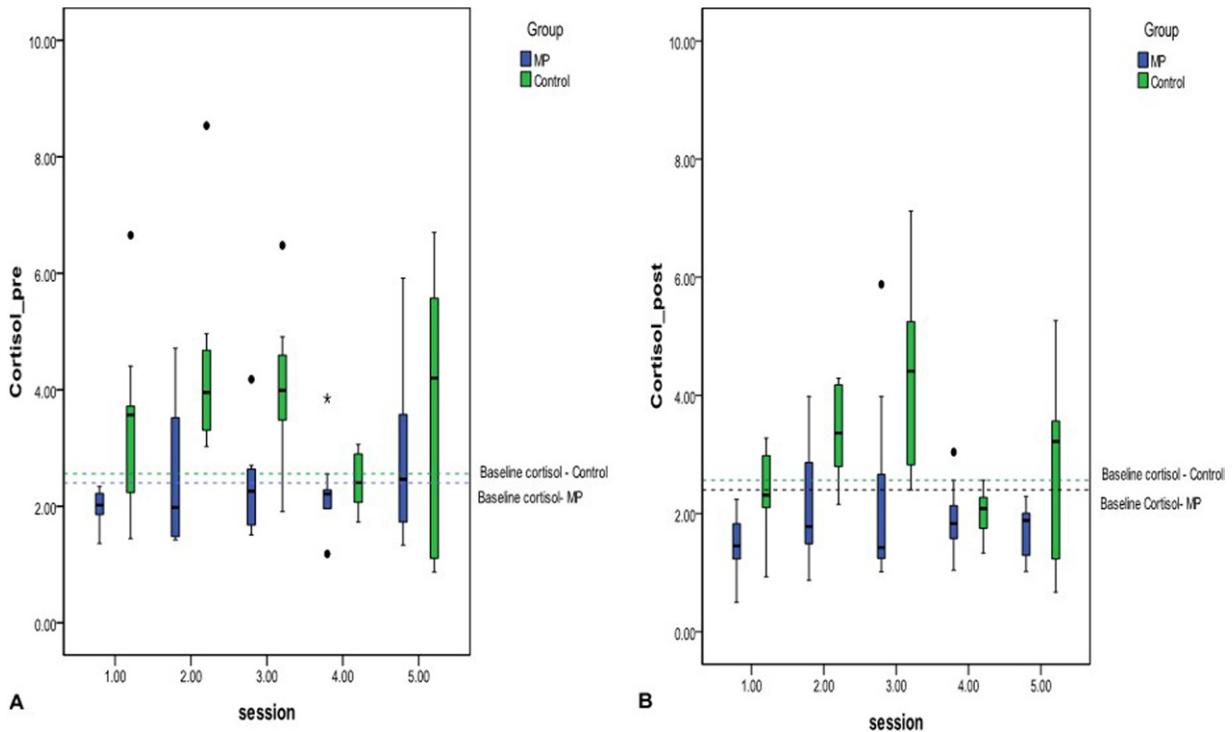 Group
MP
Control
10.00
8.00
6.00
4.00
2.00
0.00
Cortisol_pre
Baseline cortisol - Control
Baseline cortisol- MP
1.00 2.00 3.00 4.00 5.00
session
A
Group
MP
Control
10.00
8.00
6.00
4.00
2.00
0.00
Cortisol_post
Baseline cortisol - Control
Baseline Cortisol- MP
1.00 2.00 3.00 4.00 5.00
session
B